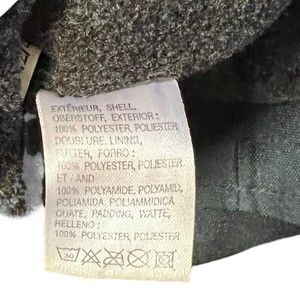 EXTÉRIEUR, SHELL,
OBERSTOFF, EXTERIOR :
100% POLYESTER, POLIESTER
DOUBLURE, LINING,
FUTTER, FORRO :
100% POLYESTER, POLIESTER
ET / AND
100% POLYAMIDE, POLYAMID,
POLIAMIDA, POLIAMMIDICA
OUATE, PADDING, WATTE,
RELLENO :
100% POLYESTER, POLIESTER
30